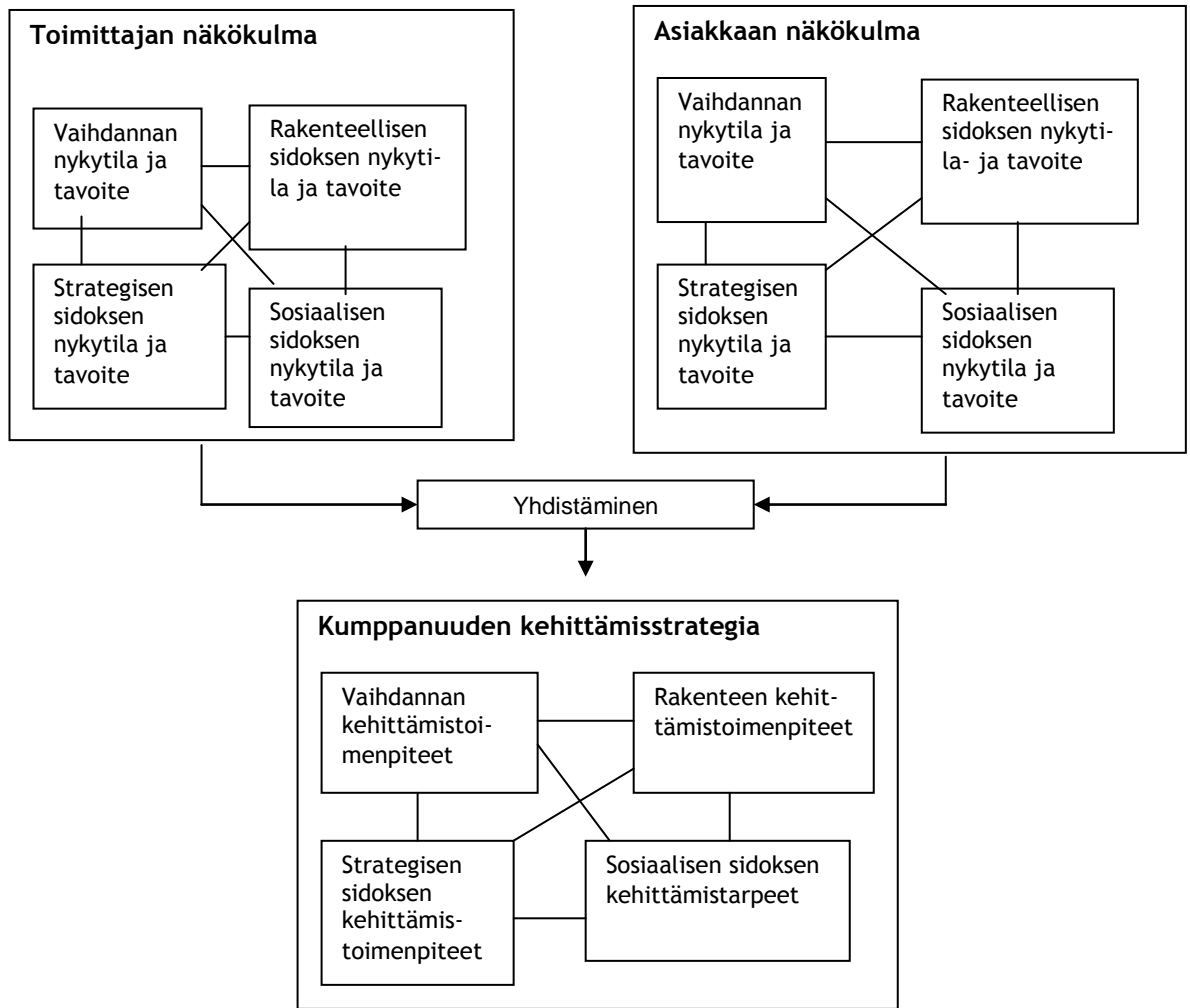 Toimittajan näkökulma
Vaihdannan
nykytila ja
tavoite
Rakenteellisen
sidoksen nykyti-
la ja tavoite
Strategisen
sidoksen
nykytila ja
tavoite
Sosiaalisen
sidoksen
nykytila ja
tavoite
Asiakkaan näkökulma
Vaihdannan
nykytila ja
tavoite
Rakenteellisen
sidoksen nykyti-
la- ja tavoite
Strategisen
sidoksen
nykytila ja
tavoite
Sosiaalisen
sidoksen
nykytila ja
tavoite
Yhdistäminen
Kumppanuuden kehittämisstrategia
Vaihdannan
kehittämistoi-
menpiteet
Rakenteen kehit-
tämistoimenpiteet
Strategisen
sidoksen
kehittämis-
toimenpiteet
Sosiaalisen sidoksen
kehittämistarpeet